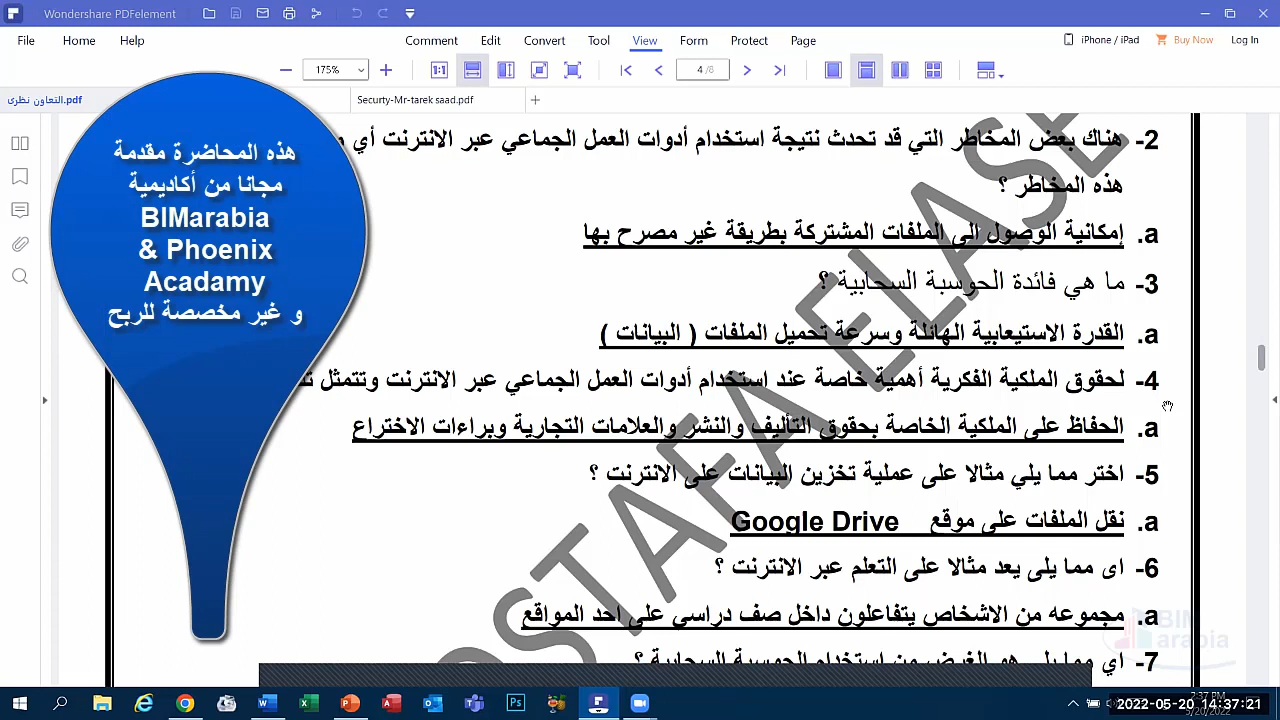 Wondershare PDFelement
File Home Help Comment Edit Convert Tool View Form Protect Page iPhone / iPad Buy Now Log In
175% 4 /8
التعاون نظرى.pdf Securty-Mr-tarek saad.pdf
هذه المحاضرة مقدمة
مجانا من أكاديمية
BIMarabia
& Phoenix
Acadamy
و غير مخصصة للربح
2- هناك بعض المخاطر التي قد تحدث نتيجة استخدام أدوات العمل الجماعي عبر الانترنت أي
هذه المخاطر ؟
a. إمكانية الوصول الى الملفات المشتركة بطريقة غير مصرح بها
3- ما هي فائدة الحوسبة السحابية ؟
a. القدرة الاستيعابية الهائلة وسرعة تحميل الملفات ( البيانات )
4- لحقوق الملكية الفكرية أهمية خاصة عند استخدام أدوات العمل الجماعي عبر الانترنت وتتمثل
a. الحفاظ على الملكية الخاصة بحقوق التأليف والنشر والعلامات التجارية وبراءات الاختراع
5- اختر مما يلي مثالا على عملية تخزين البيانات على الانترنت ؟
a. نقل الملفات على موقع Google Drive
6- اى مما يلى يعد مثالا على التعلم عبر الانترنت ؟
a. مجموعه من الاشخاص يتفاعلون داخل صف دراسي على احد المواقع
7- اي مما يلي هو الغرض من استخدام الحوسبة السحابية ؟
OSTAFA ELASE
BIM
arabia
2022-05-20 14:37:21